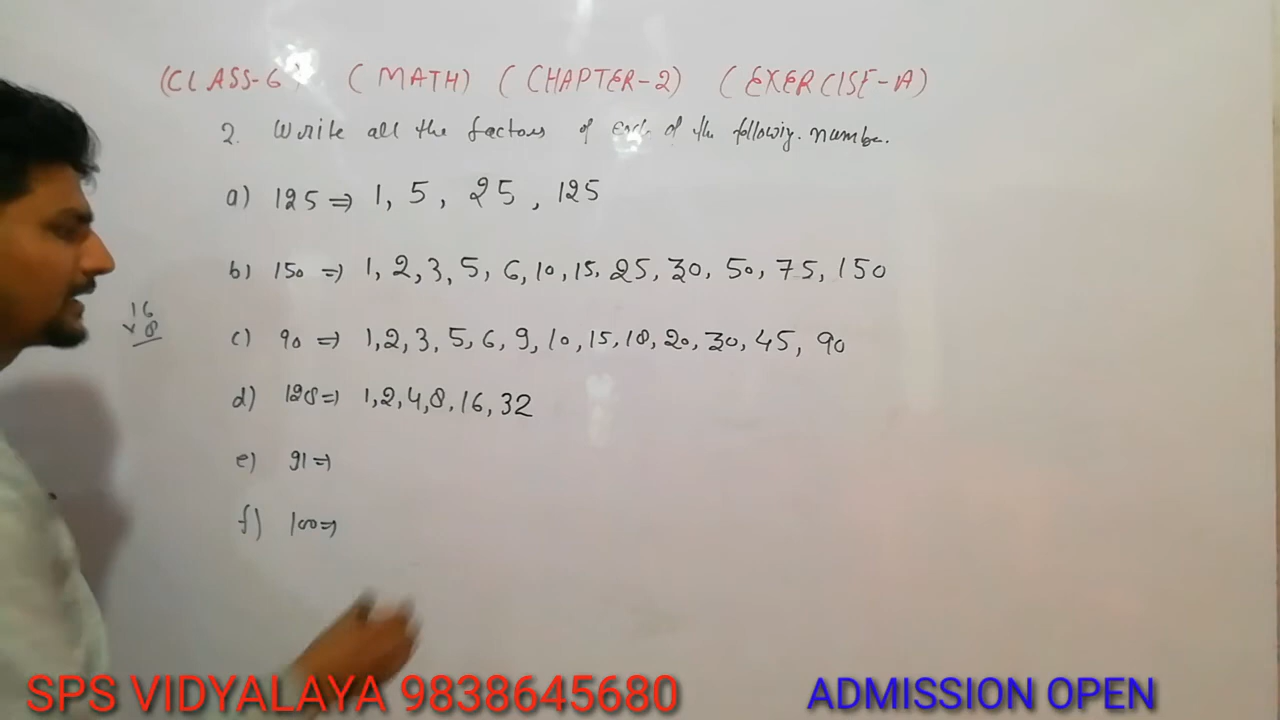 (CLASS-6) (MATH) (CHAPTER-2) (EXERCISE-A)
2. Write all the factors of each of the followig. numbe.
a) 125 ⇒ 1, 5, 25, 125
b) 150 ⇒ 1, 2, 3, 5, 6, 10, 15, 25, 30, 50, 75, 150
16
× 8
c) 90 ⇒ 1, 2, 3, 5, 6, 9, 10, 15, 18, 20, 30, 45, 90
d) 128 ⇒ 1, 2, 4, 8, 16, 32
e) 91 ⇒
f) 100 ⇒
SPS VIDYALAYA 9838645680
ADMISSION OPEN